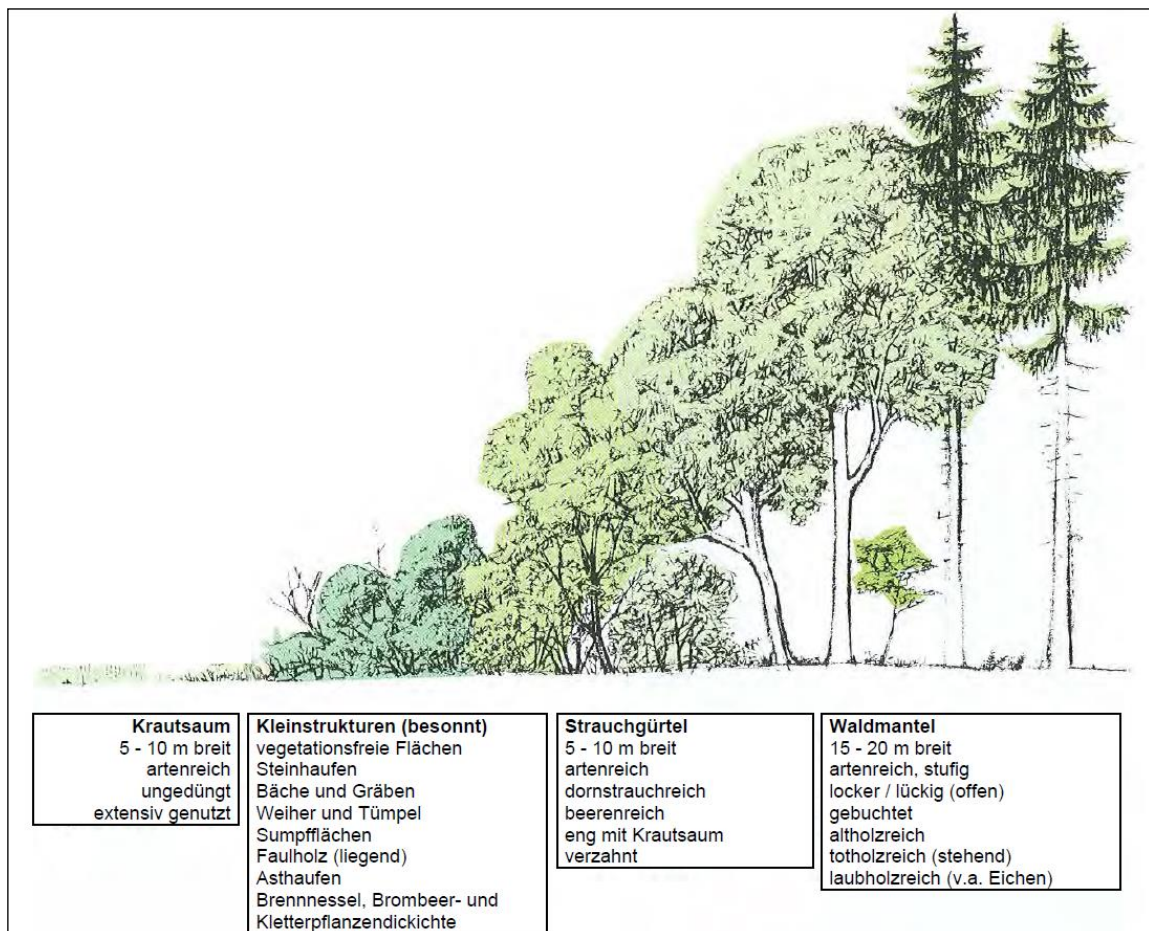 Krautsaum
5 - 10 m breit
artenreich
ungedüngt
extensiv genutzt
Kleinstrukturen (besonnt)
vegetationsfreie Flächen
Steinhaufen
Bäche und Gräben
Weiher und Tümpel
Sumpfflächen
Faulholz (liegend)
Asthaufen
Brennnessel, Brombeer- und
Kletterpflanzendickichte
Strauchgürtel
5 - 10 m breit
artenreich
dornstrauchreich
beerenreich
eng mit Krautsaum
verzahnt
Waldmantel
15 - 20 m breit
artenreich, stufig
locker / lückig (offen)
gebuchtet
altholzreich
totholzreich (stehend)
laubholzreich (v.a. Eichen)